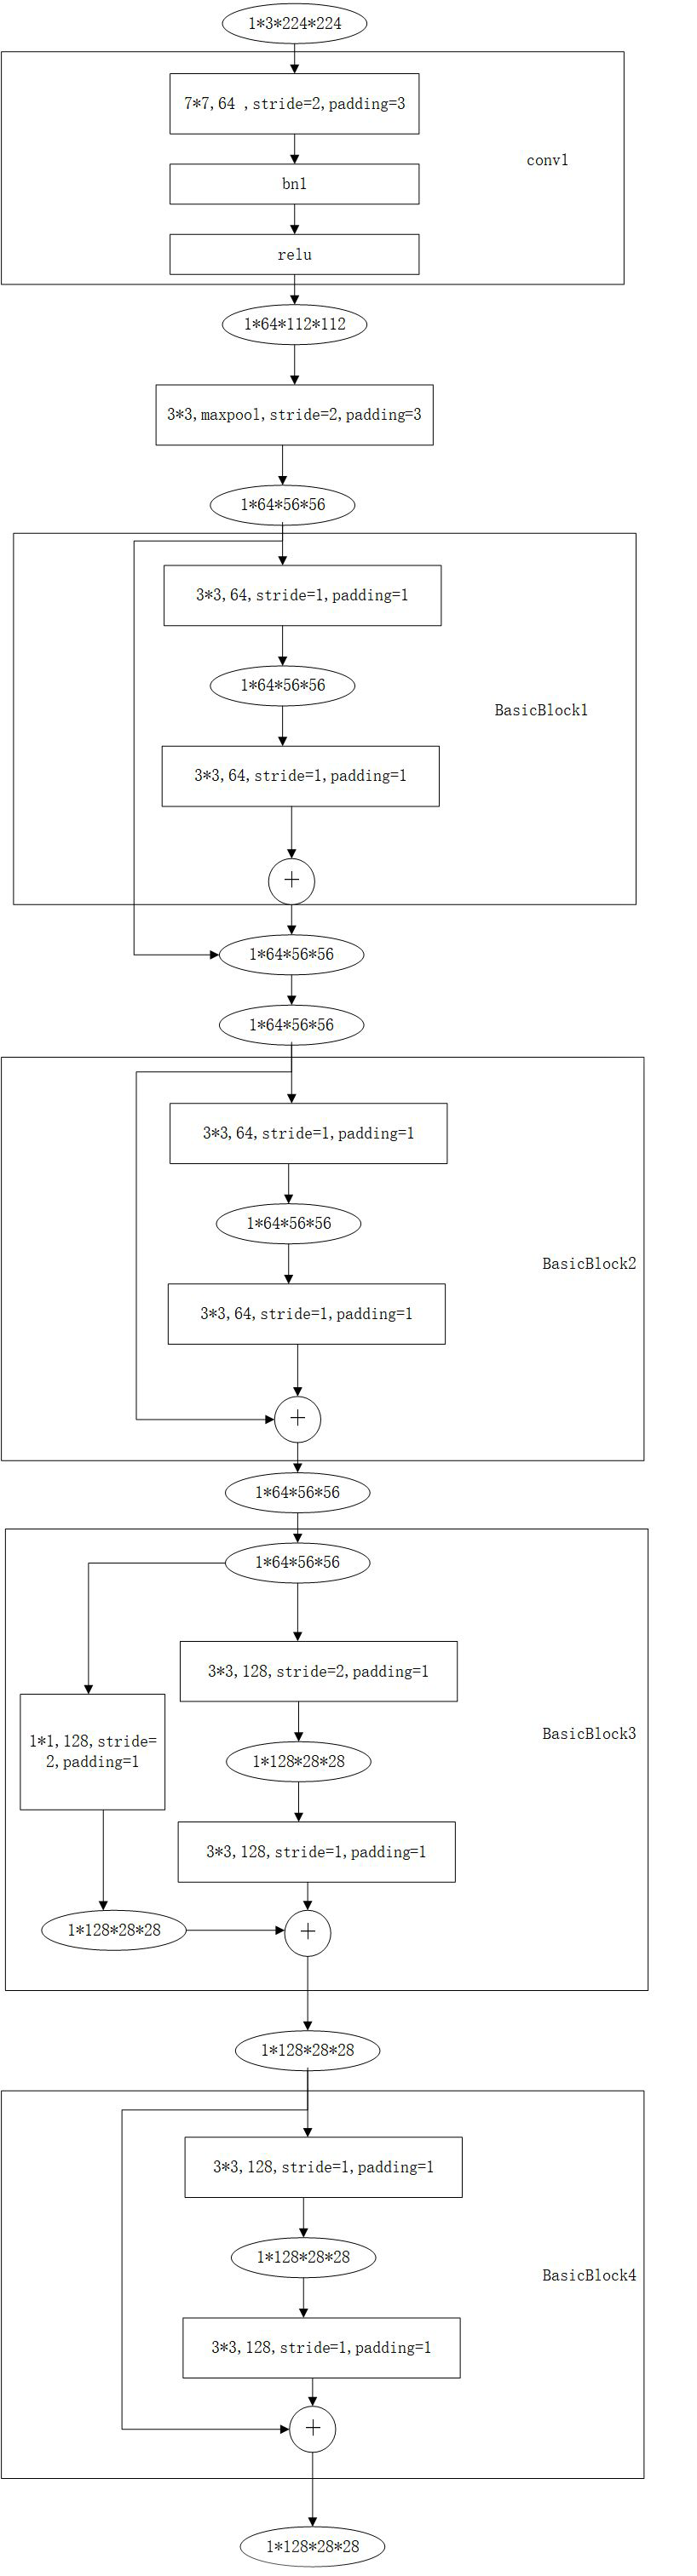 1*3*224*224
7*7,64 ,stride=2,padding=3
conv1
bn1
relu
1*64*112*112
3*3,maxpool,stride=2,padding=3
1*64*56*56
3*3,64,stride=1,padding=1
1*64*56*56
BasicBlock1
3*3,64,stride=1,padding=1
+
1*64*56*56
1*64*56*56
3*3,64,stride=1,padding=1
1*64*56*56
BasicBlock2
3*3,64,stride=1,padding=1
+
1*64*56*56
1*64*56*56
3*3,128,stride=2,padding=1
BasicBlock3
1*1,128,stride=
2,padding=1
1*128*28*28
3*3,128,stride=1,padding=1
1*128*28*28
+
1*128*28*28
3*3,128,stride=1,padding=1
1*128*28*28
BasicBlock4
3*3,128,stride=1,padding=1
+
1*128*28*28